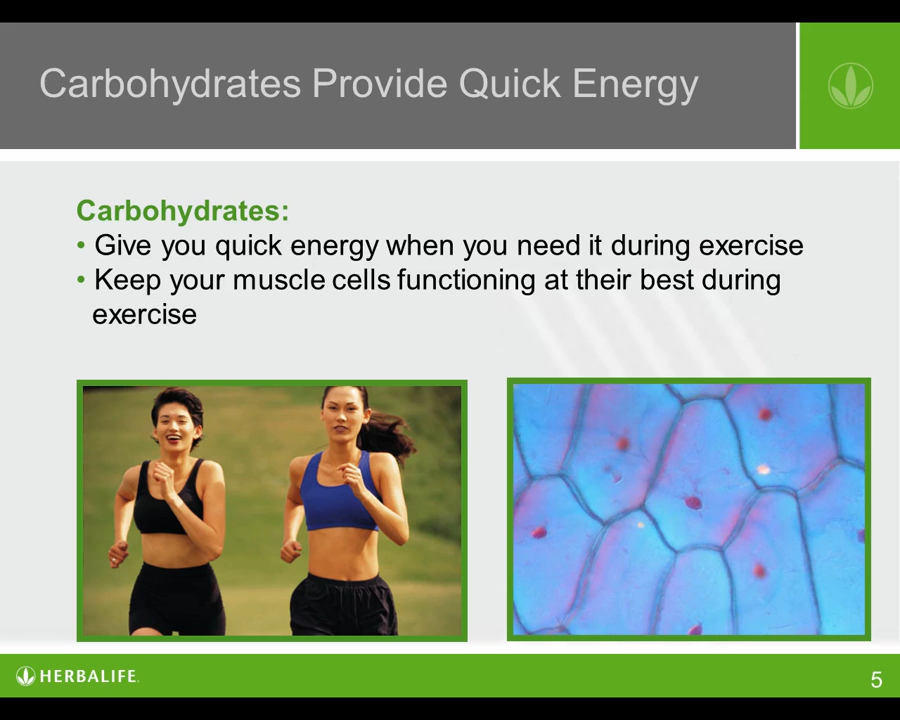 Carbohydrates Provide Quick Energy
Carbohydrates:
• Give you quick energy when you need it during exercise
• Keep your muscle cells functioning at their best during
exercise
HERBALIFE
5